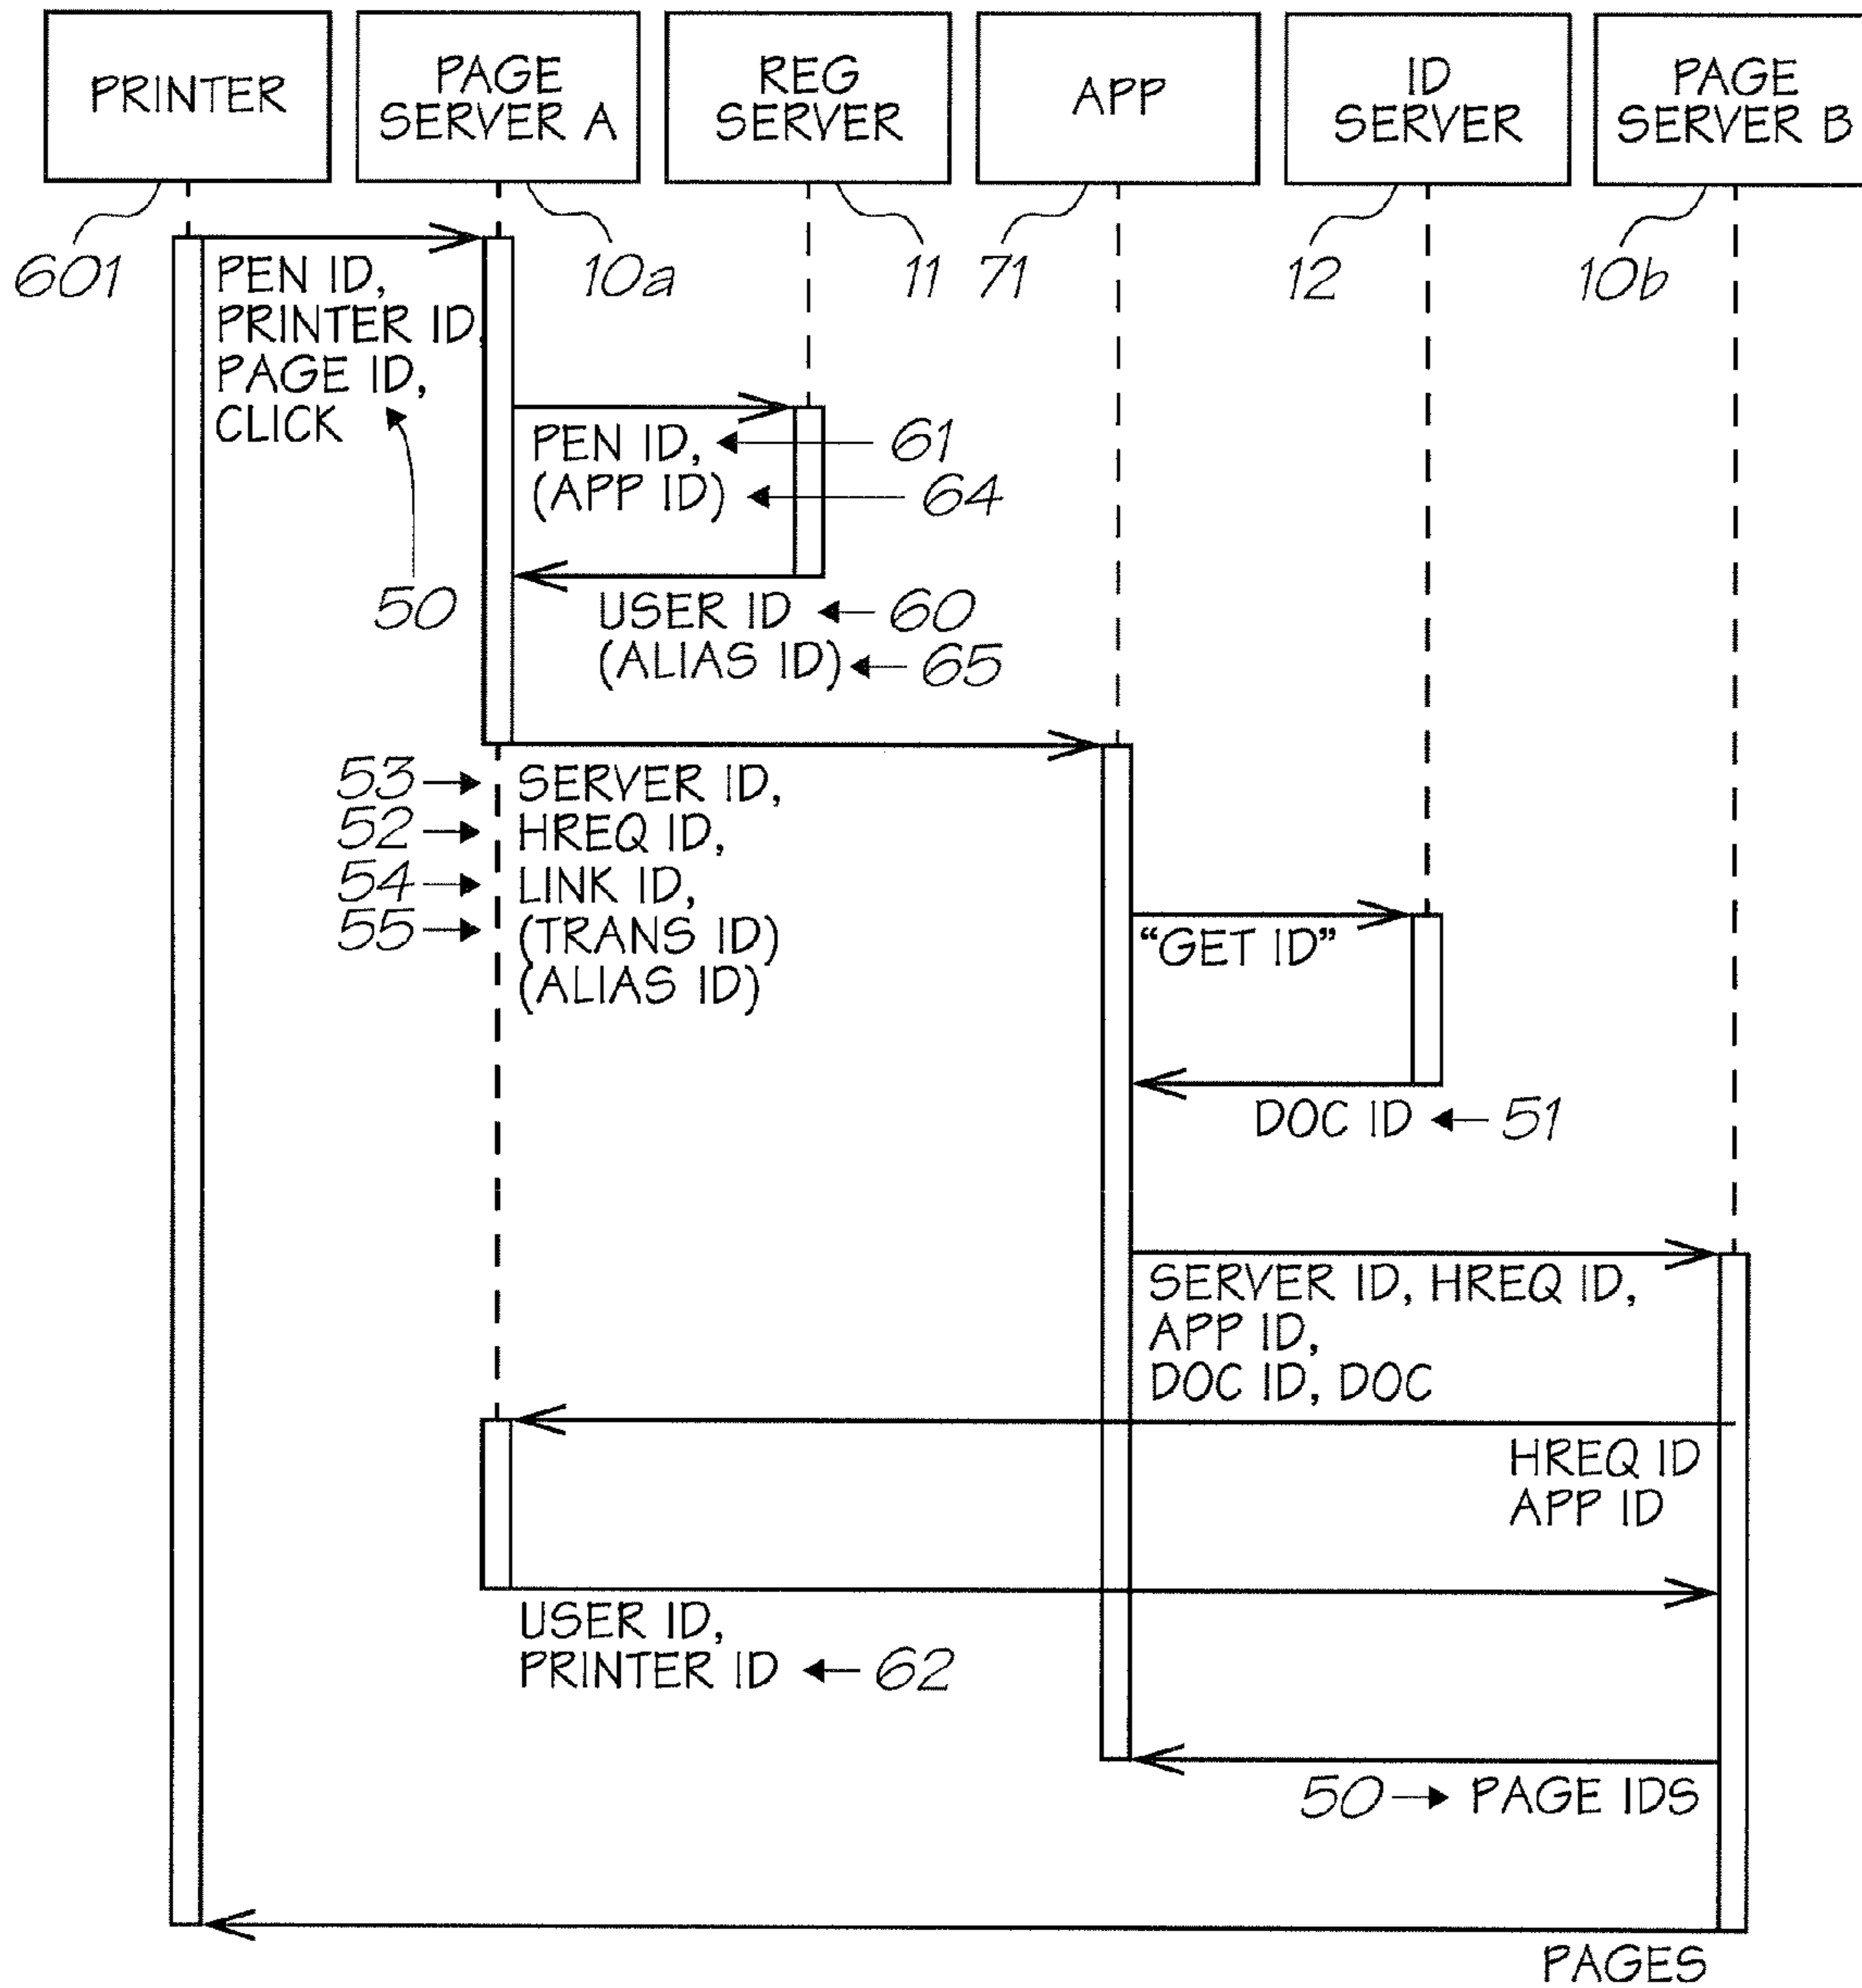 PRINTER
PAGE
SERVER A
REG
SERVER
APP
ID
SERVER
PAGE
SERVER B
601
10a
11
71
12
10b
PEN ID,
PRINTER ID,
PAGE ID,
CLICK
50
PEN ID,
61
(APP ID)
64
USER ID
60
(ALIAS ID)
65
53
SERVER ID,
52
HREQ ID,
54
LINK ID,
55
(TRANS ID)
(ALIAS ID)
"GET ID"
DOC ID
51
SERVER ID, HREQ ID,
APP ID,
DOC ID, DOC
HREQ ID
APP ID
USER ID,
PRINTER ID
62
50
PAGE IDS
PAGES